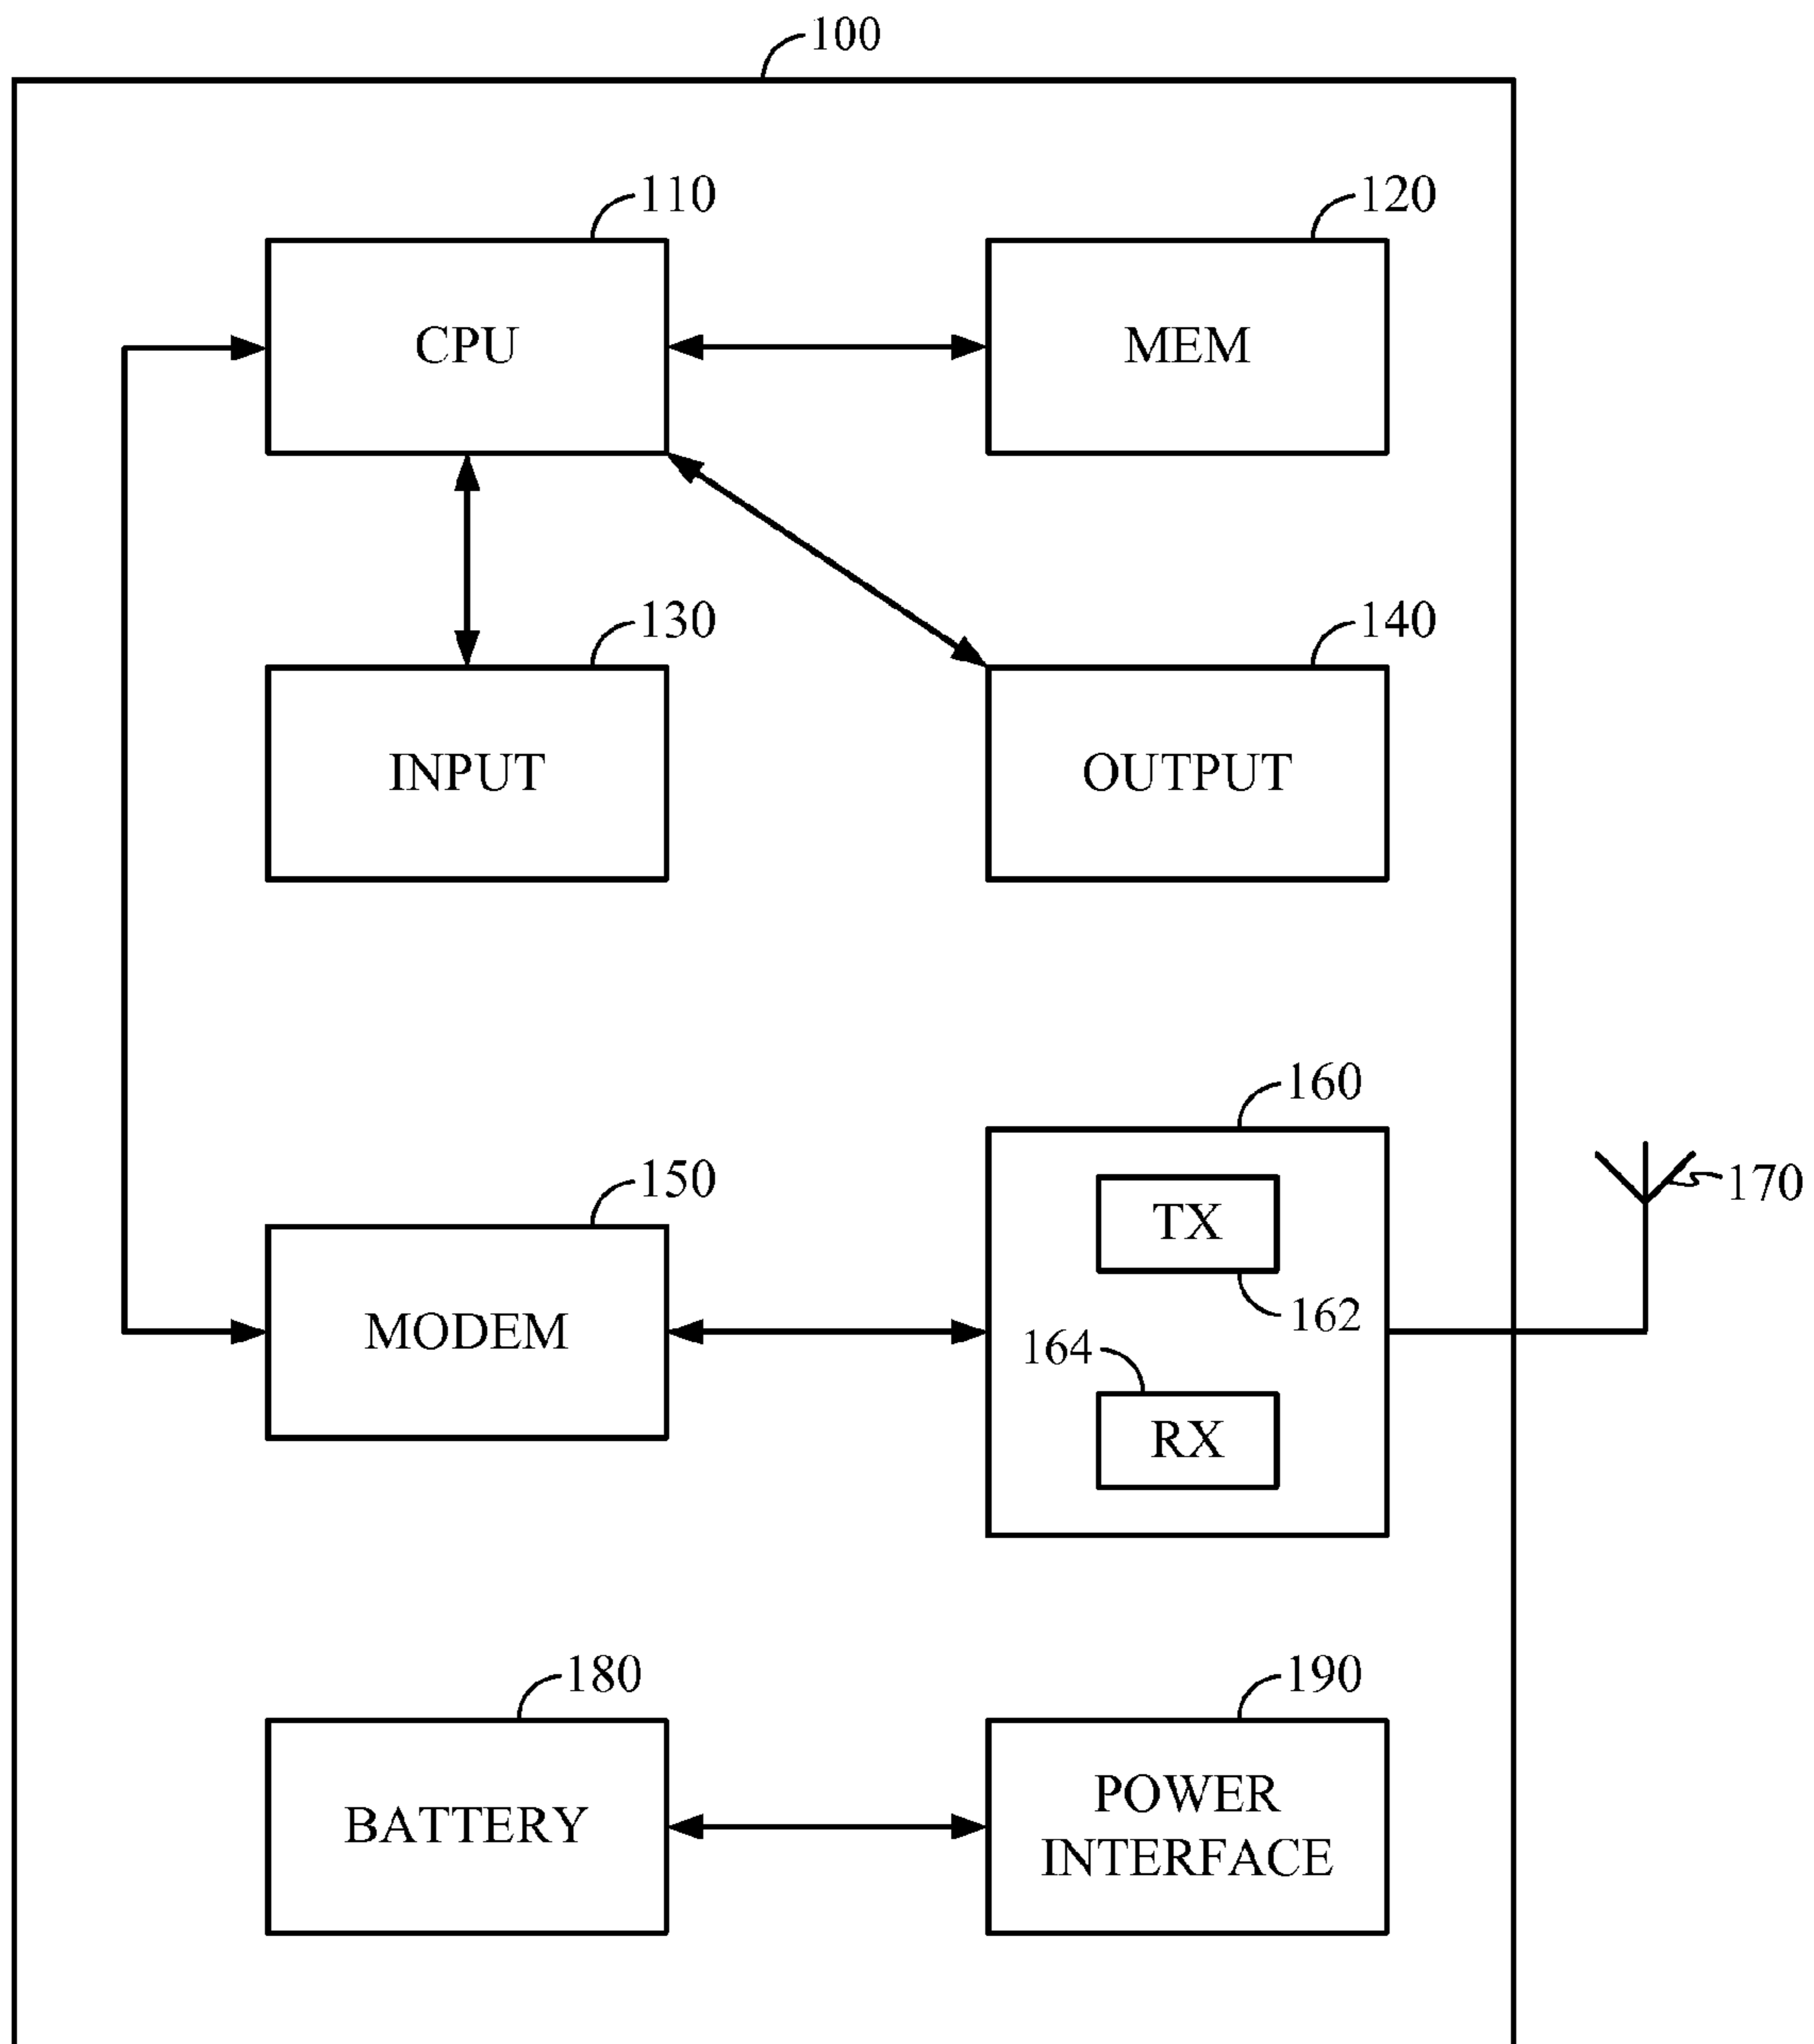 100
110
120
CPU
MEM
130
140
INPUT
OUTPUT
160
150
170
TX
162
MODEM
164
RX
180
190
BATTERY
POWER
INTERFACE